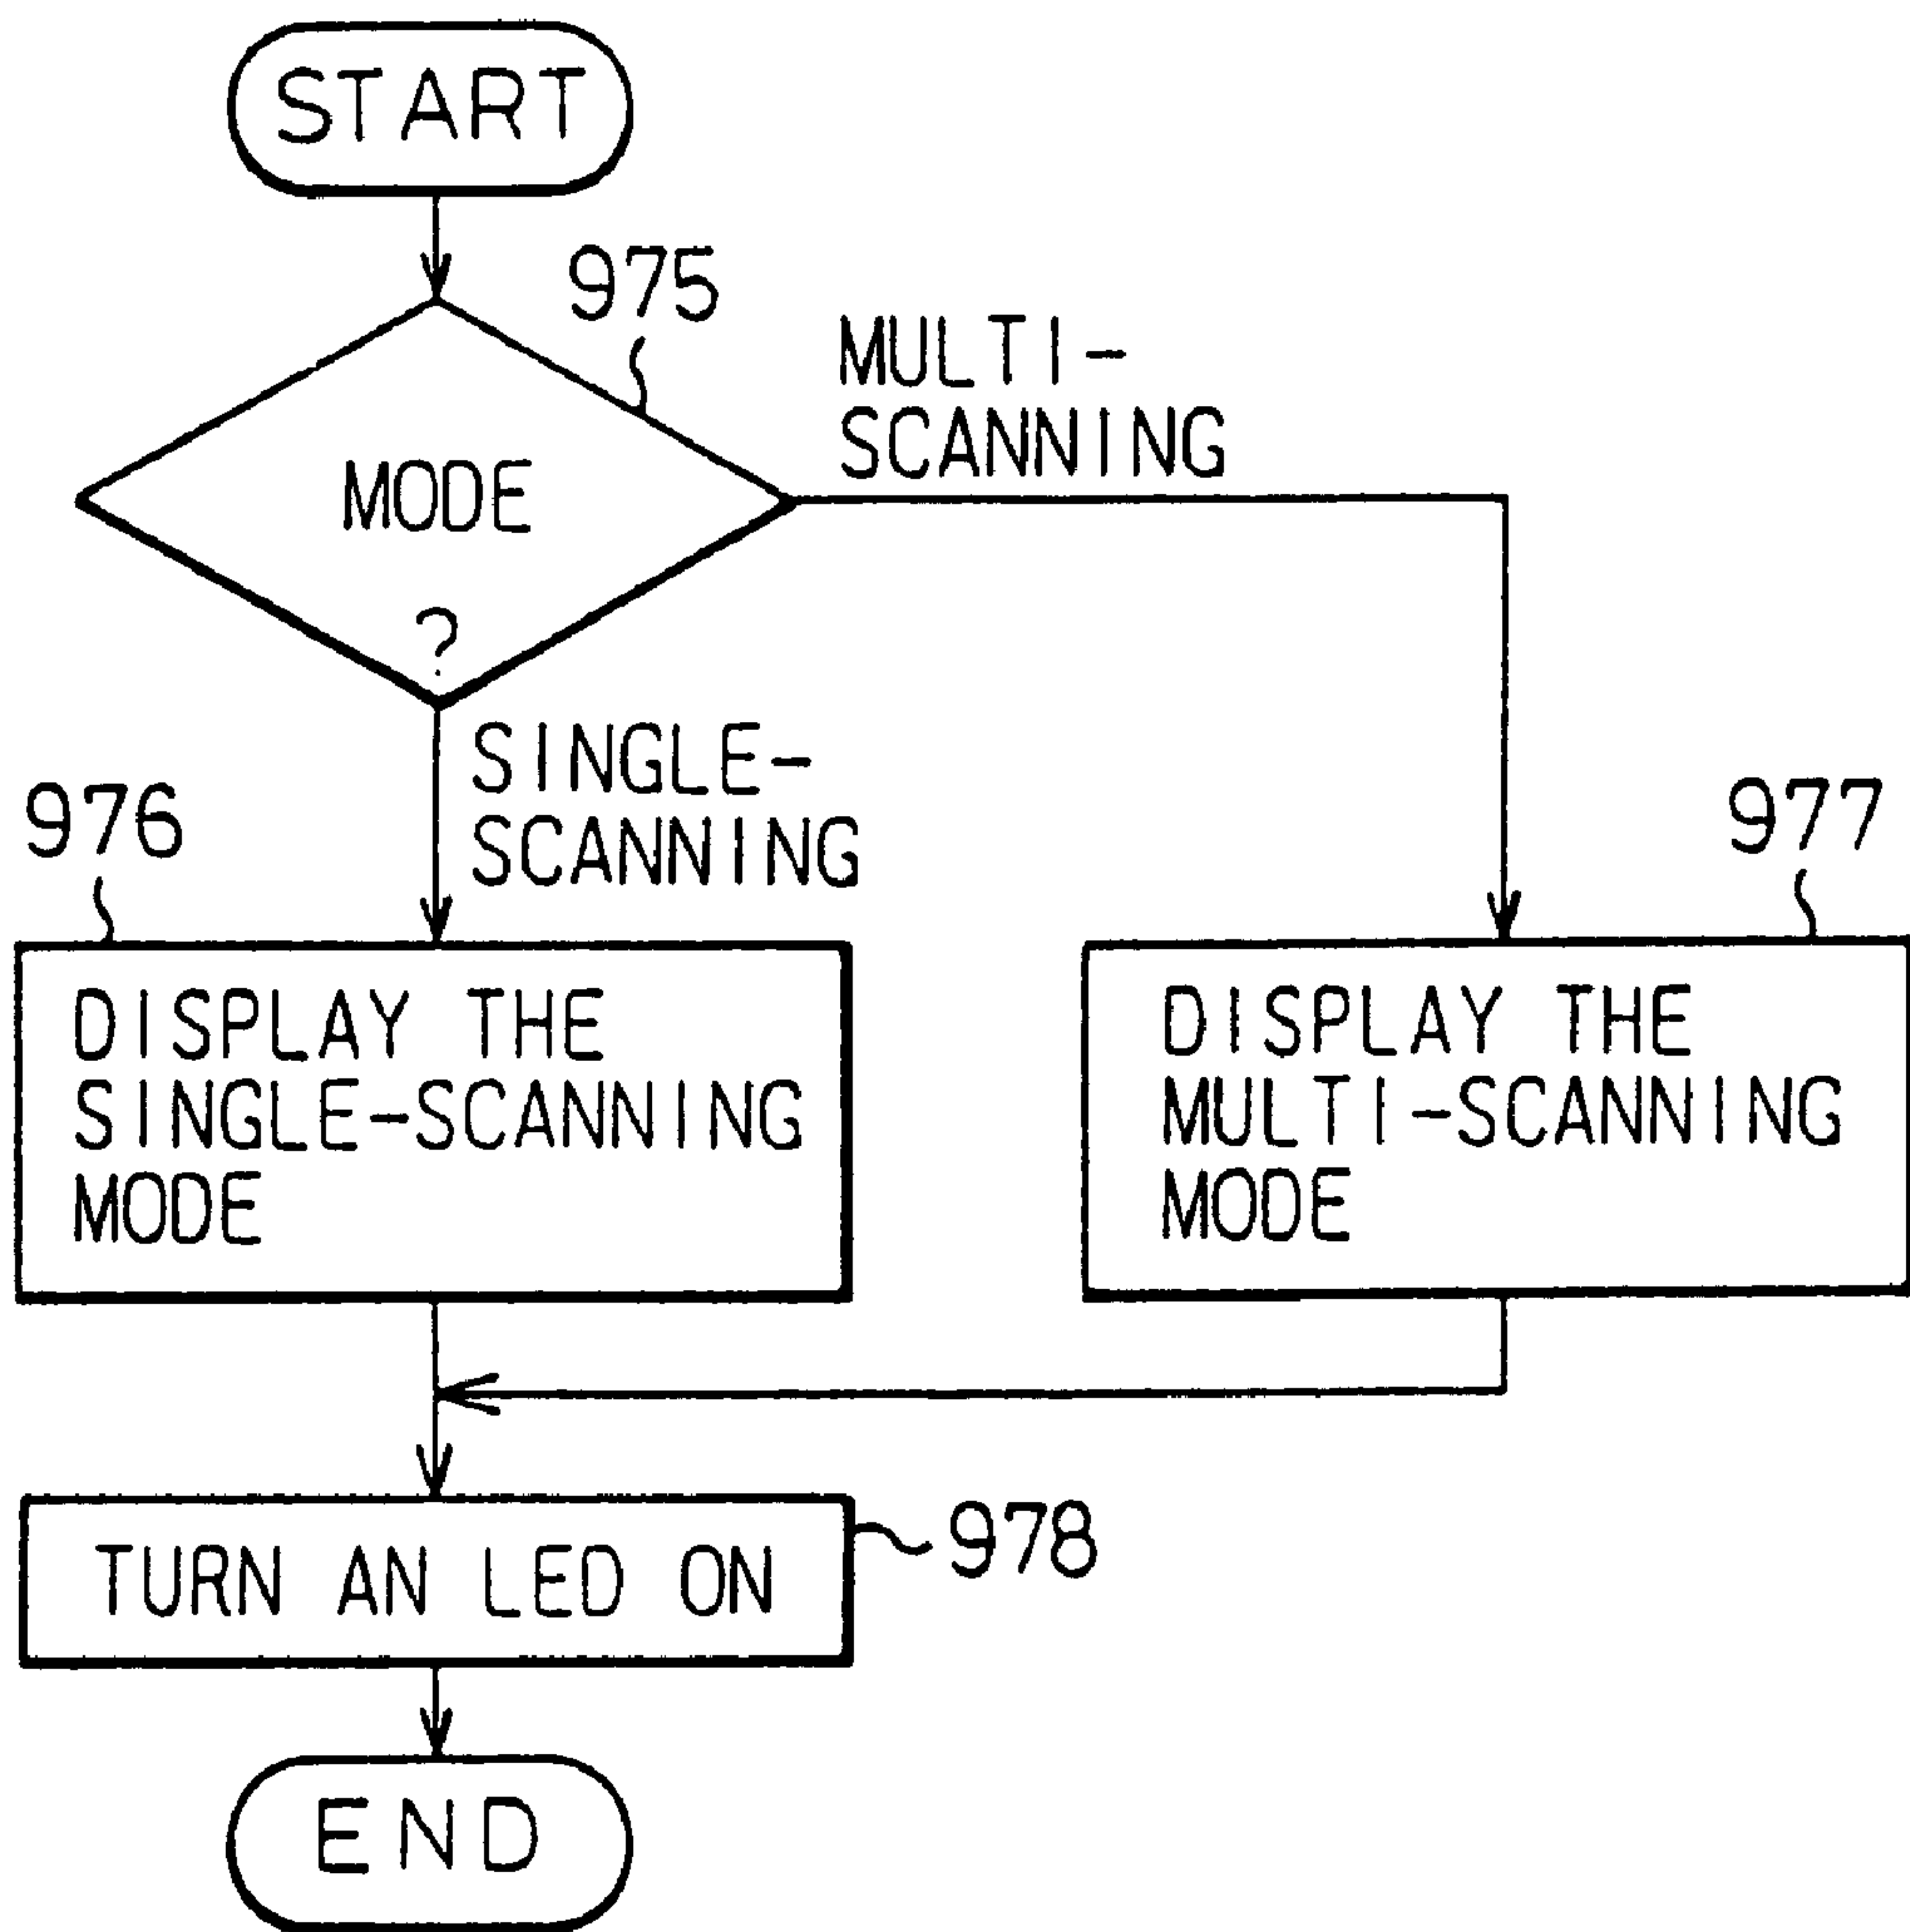 START
975
MULTI-
SCANNING
MODE
?
SINGLE-
SCANNING
976
977
DISPLAY THE
SINGLE-SCANNING
MODE
DISPLAY THE
MULTI-SCANNING
MODE
TURN AN LED ON
978
END